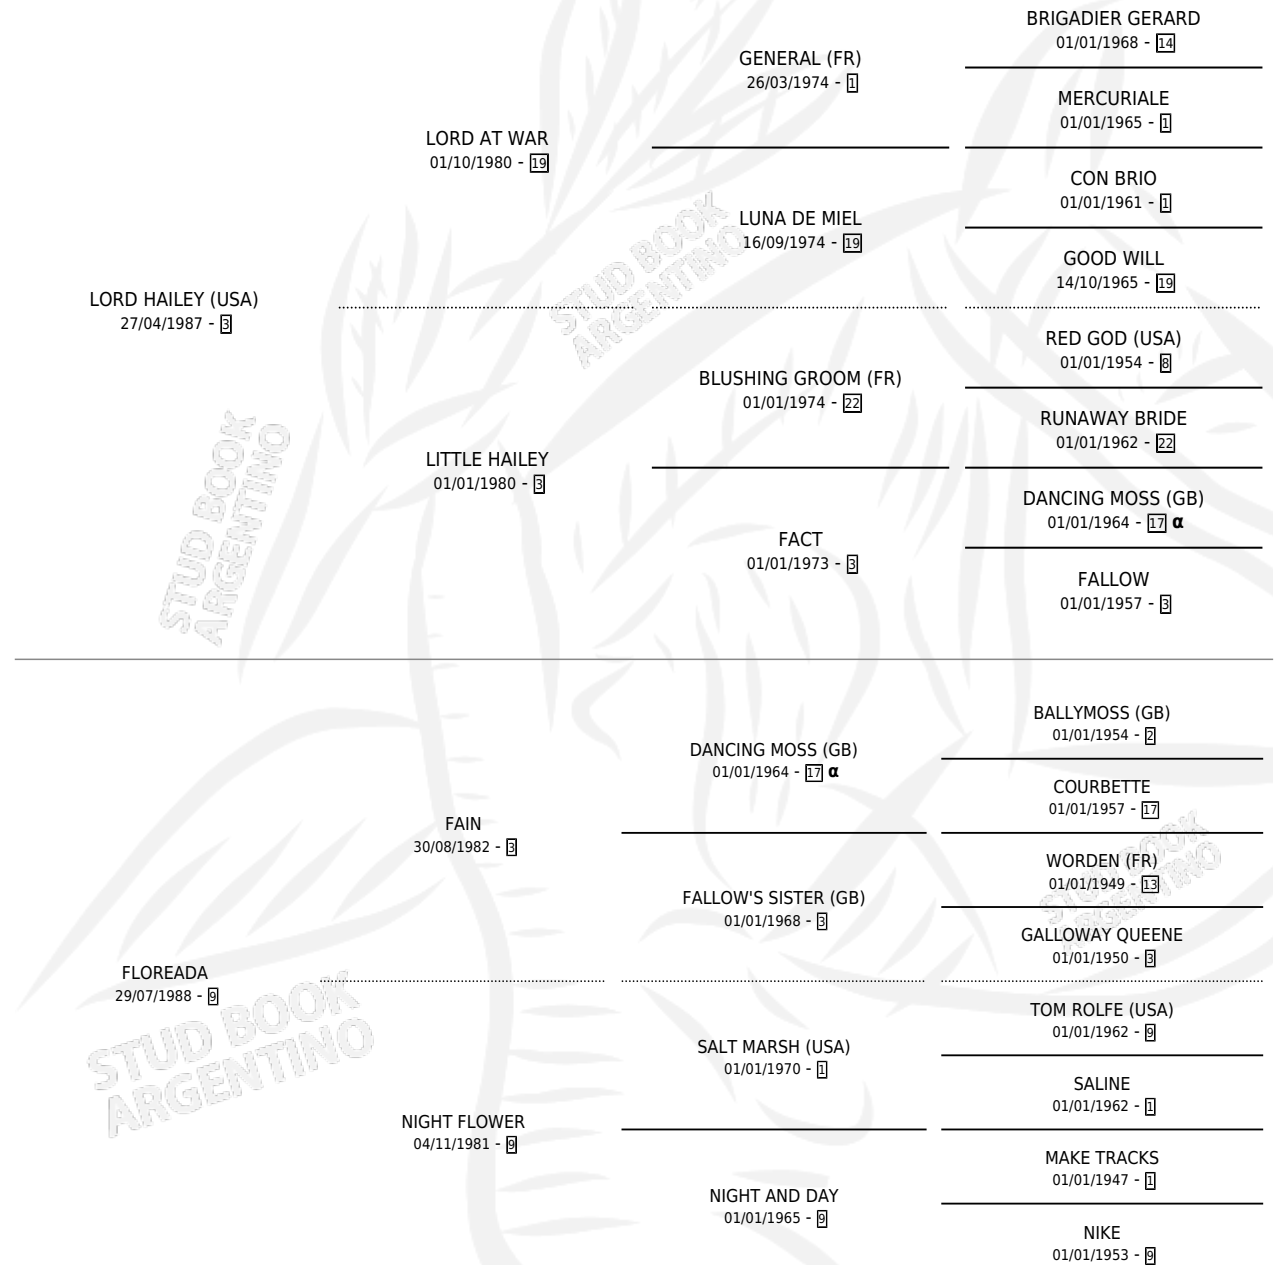 BRIGADIER GERARD
01/01/1968 - 14
GENERAL (FR)
26/03/1974 - 1
MERCURIALE
01/01/1965 - 1
LORD AT WAR
01/10/1980 - 19
CON BRIO
01/01/1961 - 1
LUNA DE MIEL
16/09/1974 - 19
GOOD WILL
14/10/1965 - 19
LORD HAILEY (USA)
27/04/1987 - 3
RED GOD (USA)
01/01/1954 - 8
BLUSHING GROOM (FR)
01/01/1974 - 22
RUNAWAY BRIDE
01/01/1962 - 22
LITTLE HAILEY
01/01/1980 - 3
DANCING MOSS (GB)
01/01/1964 - 17 α
FACT
01/01/1973 - 3
FALLOW
01/01/1957 - 3
BALLYMOSS (GB)
01/01/1954 - 2
DANCING MOSS (GB)
01/01/1964 - 17 α
COURBETTE
01/01/1957 - 17
FAIN
30/08/1982 - 3
WORDEN (FR)
01/01/1949 - 13
FALLOW'S SISTER (GB)
01/01/1968 - 3
GALLOWAY QUEENE
01/01/1950 - 3
FLOREADA
29/07/1988 - 9
TOM ROLFE (USA)
01/01/1962 - 9
SALT MARSH (USA)
01/01/1970 - 1
SALINE
01/01/1962 - 1
NIGHT FLOWER
04/11/1981 - 9
MAKE TRACKS
01/01/1947 - 1
NIGHT AND DAY
01/01/1965 - 9
NIKE
01/01/1953 - 9
STUD BOOK
ARGENTINO
STUD BOOK
ARGENTINO
STUD BOOK
ARGENTINO
STUD BOOK
ARGENTINO